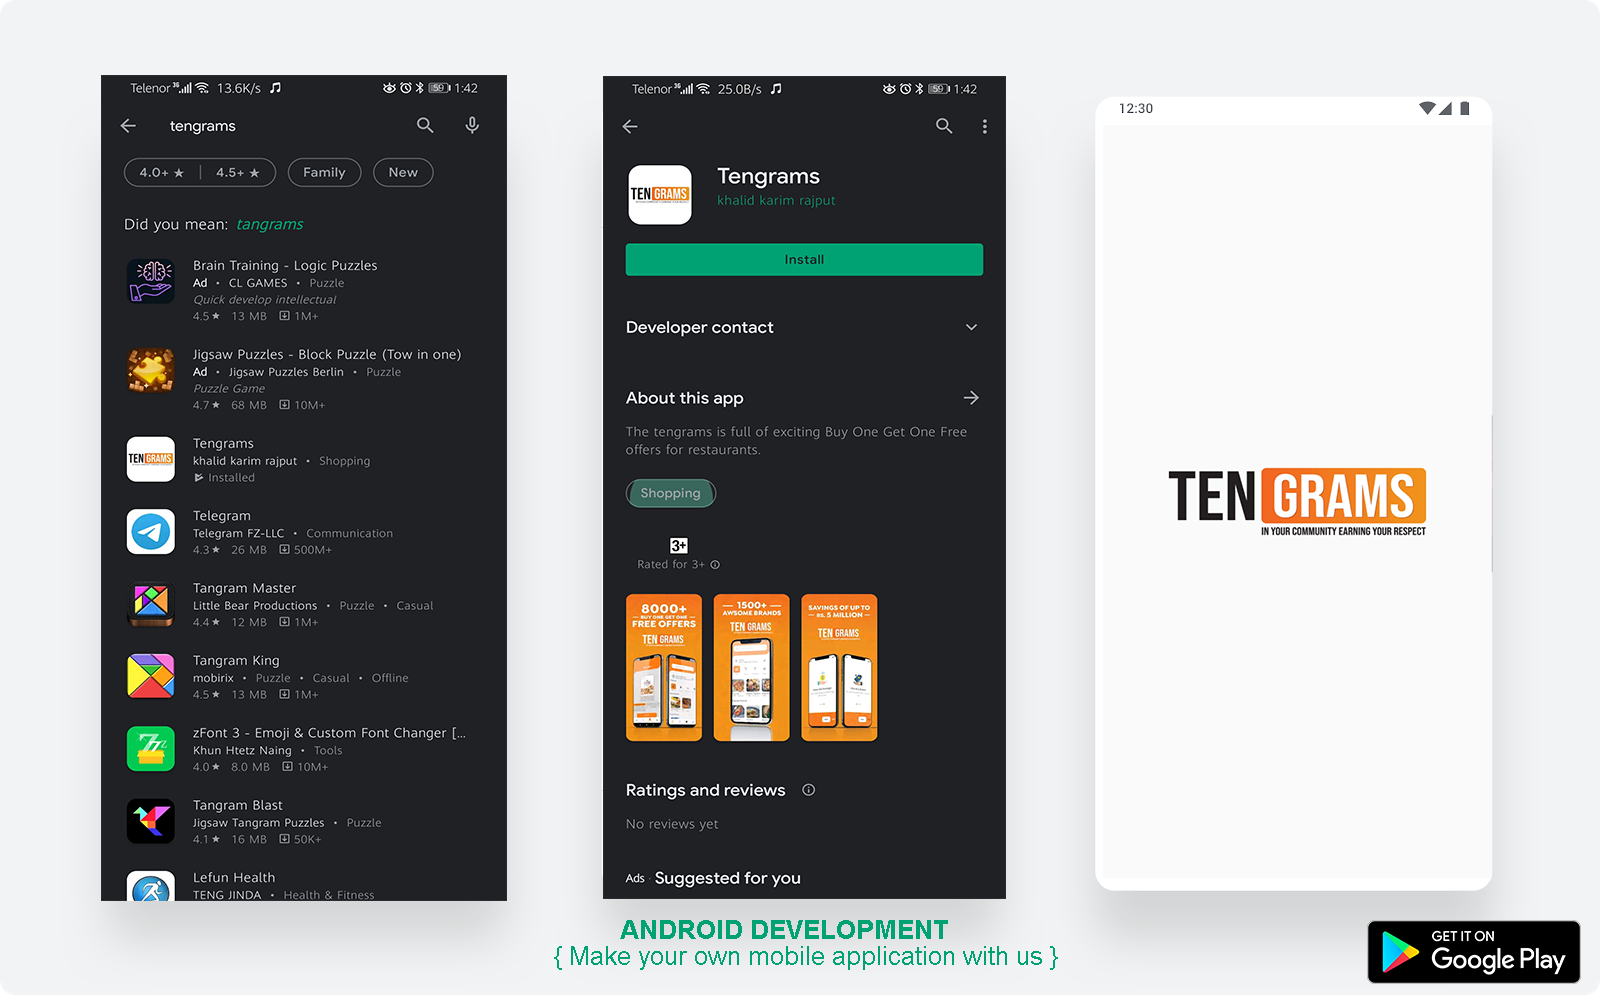 Telenor 3G 13.6K/s 59 1:42
tengrams
4.0+ ★ | 4.5+ ★ Family New
Did you mean: tangrams
Brain Training - Logic Puzzles
Ad • CL GAMES • Puzzle
Quick develop intellectual
4.5★ 13 MB 1M+
Jigsaw Puzzles - Block Puzzle (Tow in one)
Ad • Jigsaw Puzzles Berlin • Puzzle
Puzzle Game
4.7★ 68 MB 10M+
TEN GRAMS
Tengrams
khalid karim rajput • Shopping
Installed
Telegram
Telegram FZ-LLC • Communication
4.3★ 26 MB 500M+
Tangram Master
Little Bear Productions • Puzzle • Casual
4.4★ 12 MB 1M+
Tangram King
mobirix • Puzzle • Casual • Offline
4.5★ 13 MB 1M+
zFont 3 - Emoji & Custom Font Changer [...
Khun Htetz Naing • Tools
4.0★ 8.0 MB 10M+
Tangram Blast
Jigsaw Tangram Puzzles • Puzzle
4.1★ 16 MB 50K+
Lefun Health
TENG JINDA • Health & Fitness
Telenor 3G 25.0B/s 59 1:42
TEN GRAMS
Tengrams
khalid karim rajput
Install
Developer contact
About this app
The tengrams is full of exciting Buy One Get One Free
offers for restaurants.
Shopping
3+
Rated for 3+
8000+
BUY ONE GET ONE
FREE OFFERS
TEN GRAMS
1500+
AWSOME BRANDS
TEN GRAMS
SAVINGS OF UP TO
RS. 5 MILLION
TEN GRAMS
Ratings and reviews
No reviews yet
Ads · Suggested for you
12:30
TEN GRAMS
IN YOUR COMMUNITY EARNING YOUR RESPECT
ANDROID DEVELOPMENT
{ Make your own mobile application with us }
GET IT ON
Google Play